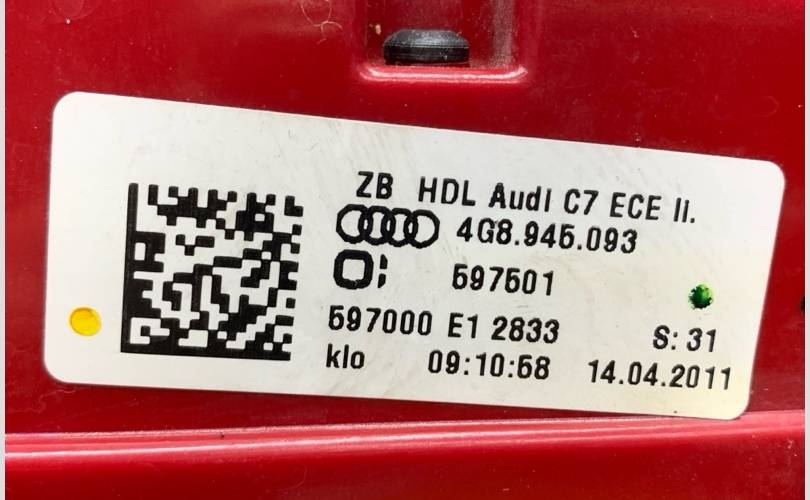 ZB HDL Audi C7 ECE li.
4G8.945.093
597501
597000 E1 2833 S: 31
klo 09:10:58 14.04.2011